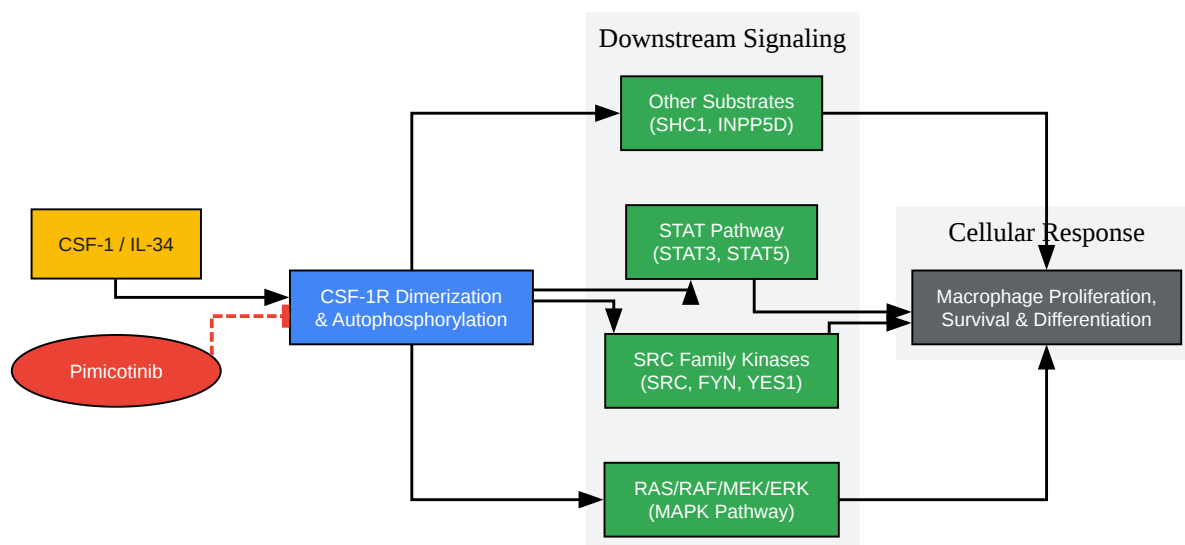 Downstream Signaling
Other Substrates
(SHC1, INPP5D)
CSF-1 / IL-34
STAT Pathway
(STAT3, STAT5)
Cellular Response
CSF-1R Dimerization
& Autophosphorylation
Macrophage Proliferation,
Survival & Differentiation
Pimicotinib
SRC Family Kinases
(SRC, FYN, YES1)
RAS/RAF/MEK/ERK
(MAPK Pathway)